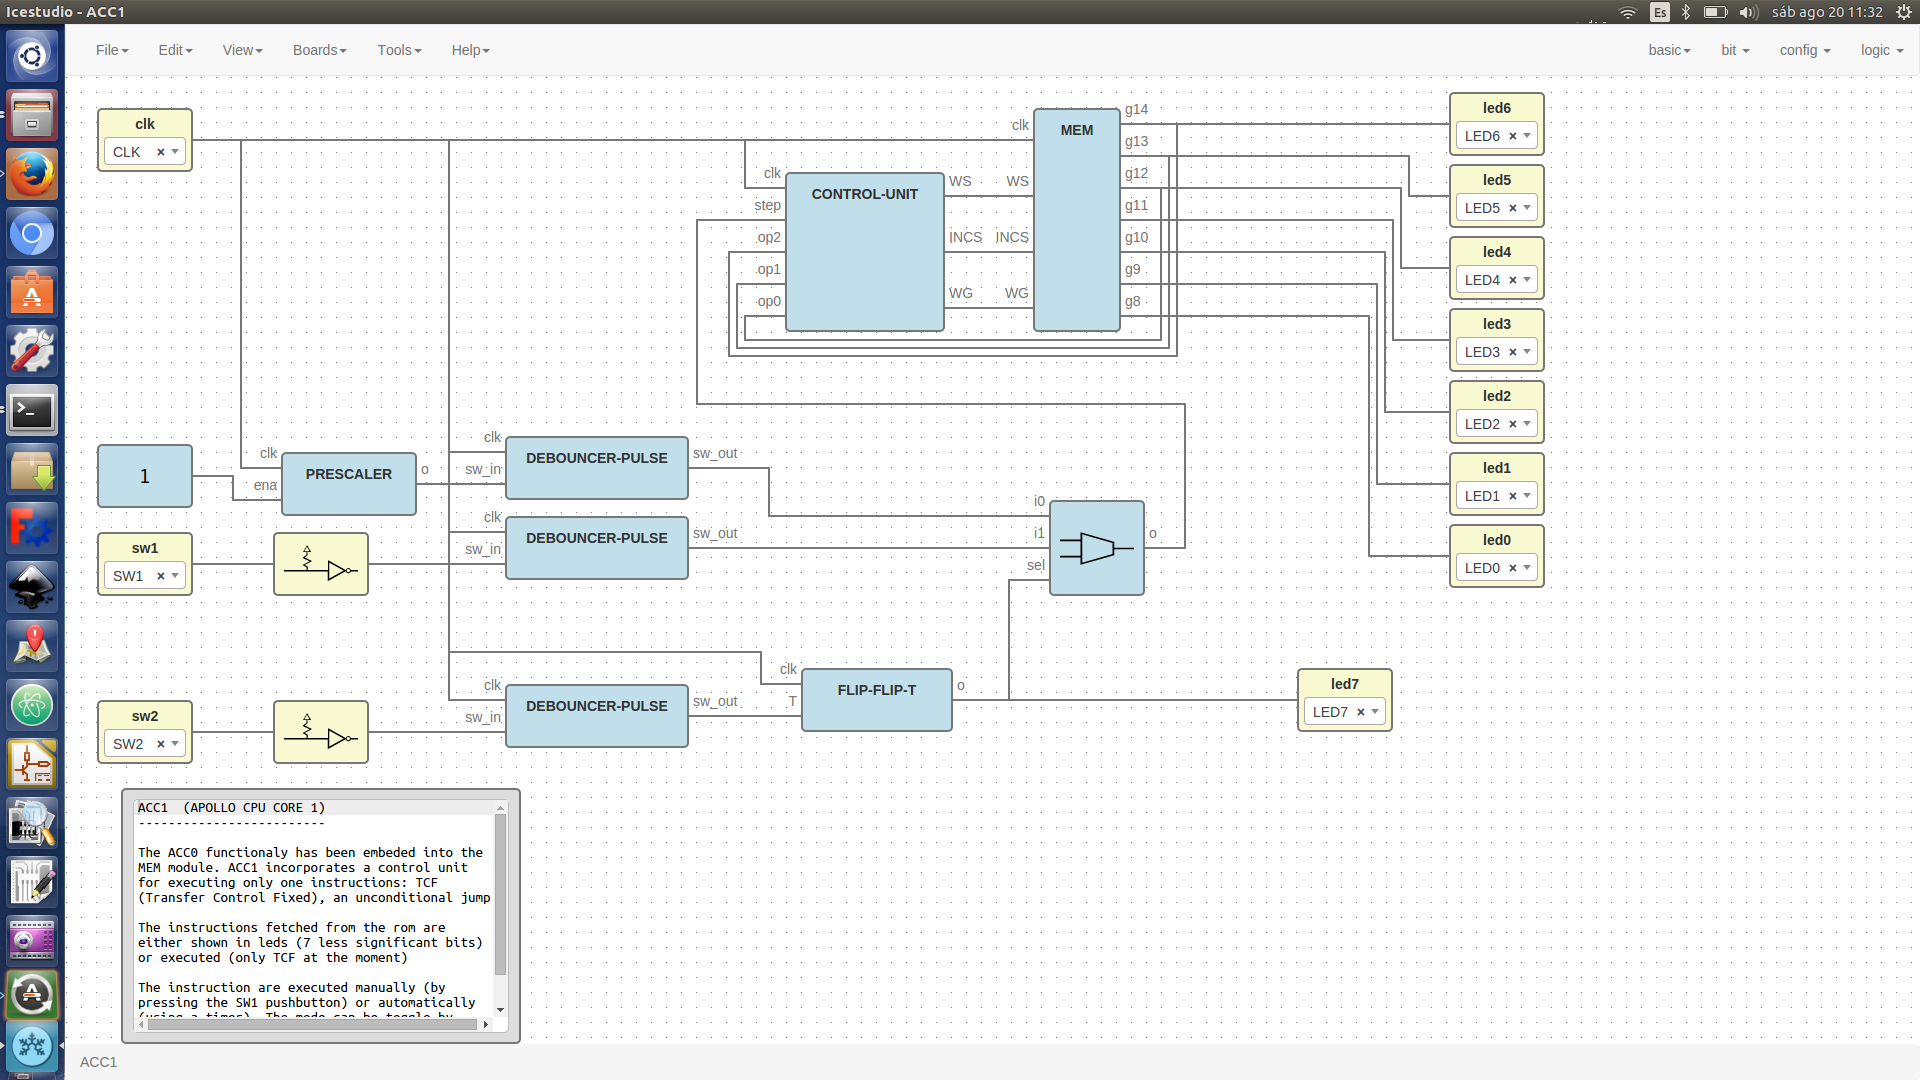 Icestudio - ACC1
Es
sáb ago 20 11:32
File Edit View Boards Tools Help
basic bit config logic
clk
CLK ×
clk
MEM
g14
g13
g12
g11
g10
g9
g8
clk
step
op2
op1
op0
CONTROL-UNIT
WS WS
INCS INCS
WG WG
led6
LED6 ×
led5
LED5 ×
led4
LED4 ×
led3
LED3 ×
led2
LED2 ×
led1
LED1 ×
led0
LED0 ×
1
clk
ena
PRESCALER
o
clk
sw_in
DEBOUNCER-PULSE
sw_out
sw1
SW1 ×
clk
sw_in
DEBOUNCER-PULSE
sw_out
i0
i1
sel
o
sw2
SW2 ×
clk
sw_in
DEBOUNCER-PULSE
sw_out
clk
T
FLIP-FLIP-T
o
led7
LED7 ×
ACC1 (APOLLO CPU CORE 1)
-------------------------
The ACC0 functionaly has been embeded into the
MEM module. ACC1 incorporates a control unit
for executing only one instructions: TCF
(Transfer Control Fixed), an unconditional jump
The instructions fetched from the rom are
either shown in leds (7 less significant bits)
or executed (only TCF at the moment)
The instruction are executed manually (by
pressing the SW1 pushbutton) or automatically
(using a timer). The mode can be toggle by
ACC1